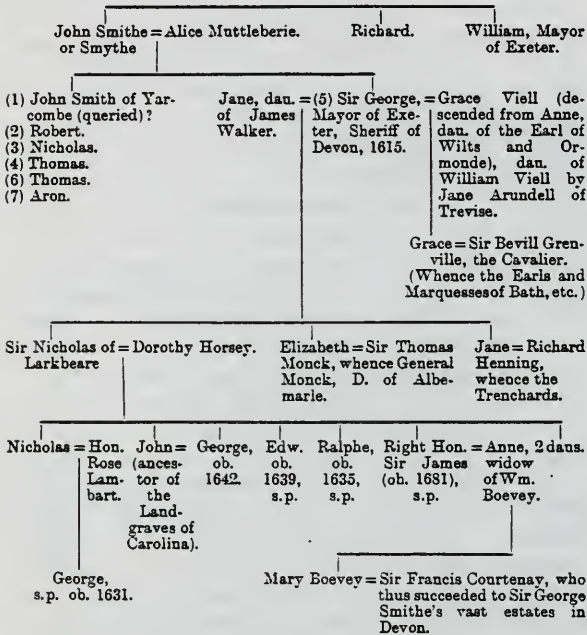 John Smithe = Alice Muttleberie.
or Smythe
Richard.
William, Mayor
of Exeter.
(1) John Smith of Yar-
combe (queried)?
(2) Robert.
(3) Nicholas.
(4) Thomas.
(6) Thomas.
(7) Aron.
Jane, dan.
of James
Walker.
= (5) Sir George,
Mayor of Exe-
ter, Sheriff of
Devon, 1615.
= Grace Viell (de-
scended from Anne,
dau. of the Earl of
Wilts and Or-
monde), dan. of
William Viell by
Jane Arundell of
Trevise.
Grace = Sir Bevill Gren-
ville, the Cavalier.
(Whence the Earls and
Marquesses of Bath, etc.)
Sir Nicholas of = Dorothy Horsey.
Larkbeare
Elizabeth = Sir Thomas
Monck, whence General
Monck, D. of Albe-
marle.
Jane = Richard
Henning,
whence the
Trenchards.
Nicholas = Hon.
Rose
Lam-
bart.
John =
(ances-
tor of
the
Land-
graves of
Carolina).
George,
ob.
1642.
Edw.
ob.
1639,
s.p.
Ralphe,
ob.
1635,
s.p.
Right Hon.
Sir James
(ob. 1681),
s.p.
= Anne,
widow
of Wm.
Boevey.
2 dans.
George,
s.p. ob. 1631.
Mary Boevey = Sir Francis Courtenay, who
thus succeeded to Sir George
Smithe's vast estates in
Devon.